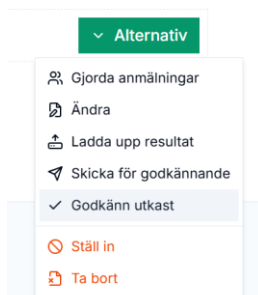 Alternativ
Gjorda anmälningar
Ändra
Ladda upp resultat
Skicka för godkännande
Godkänn utkast
Ställ in
Ta bort